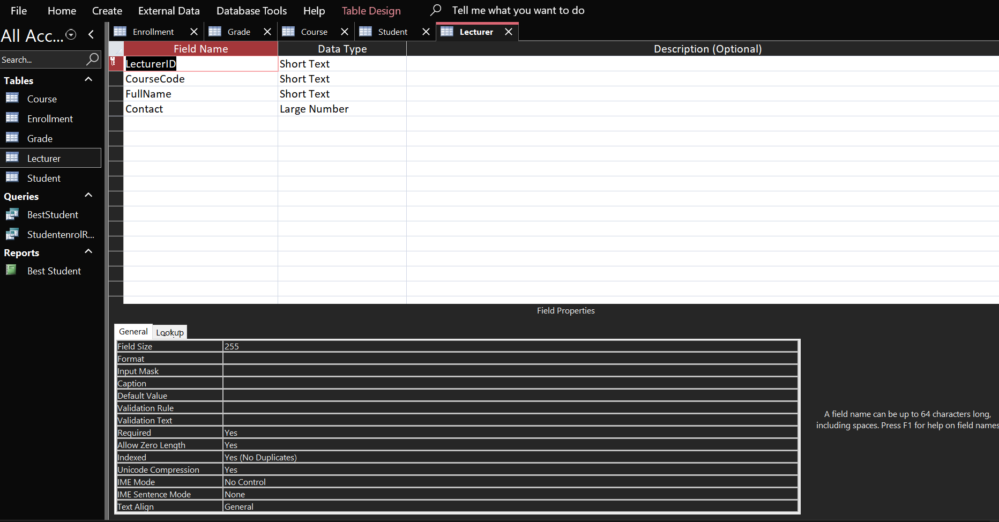 File Home Create External Data Database Tools Help Table Design Tell me what you want to do
All Acc...
Search...
Tables
Course
Enrollment
Grade
Lecturer
Student
Queries
BestStudent
StudentenrolR...
Reports
Best Student
Enrollment Grade Course Student Lecturer
Field Name Data Type Description (Optional)
LecturerID Short Text
CourseCode Short Text
FullName Short Text
Contact Large Number
Field Properties
General Lookup
Field Size 255
Format
Input Mask
Caption
Default Value
Validation Rule
Validation Text
Required Yes
Allow Zero Length Yes
Indexed Yes (No Duplicates)
Unicode Compression Yes
IME Mode No Control
IME Sentence Mode None
Text Align General
A field name can be up to 64 characters long,
including spaces. Press F1 for help on field names